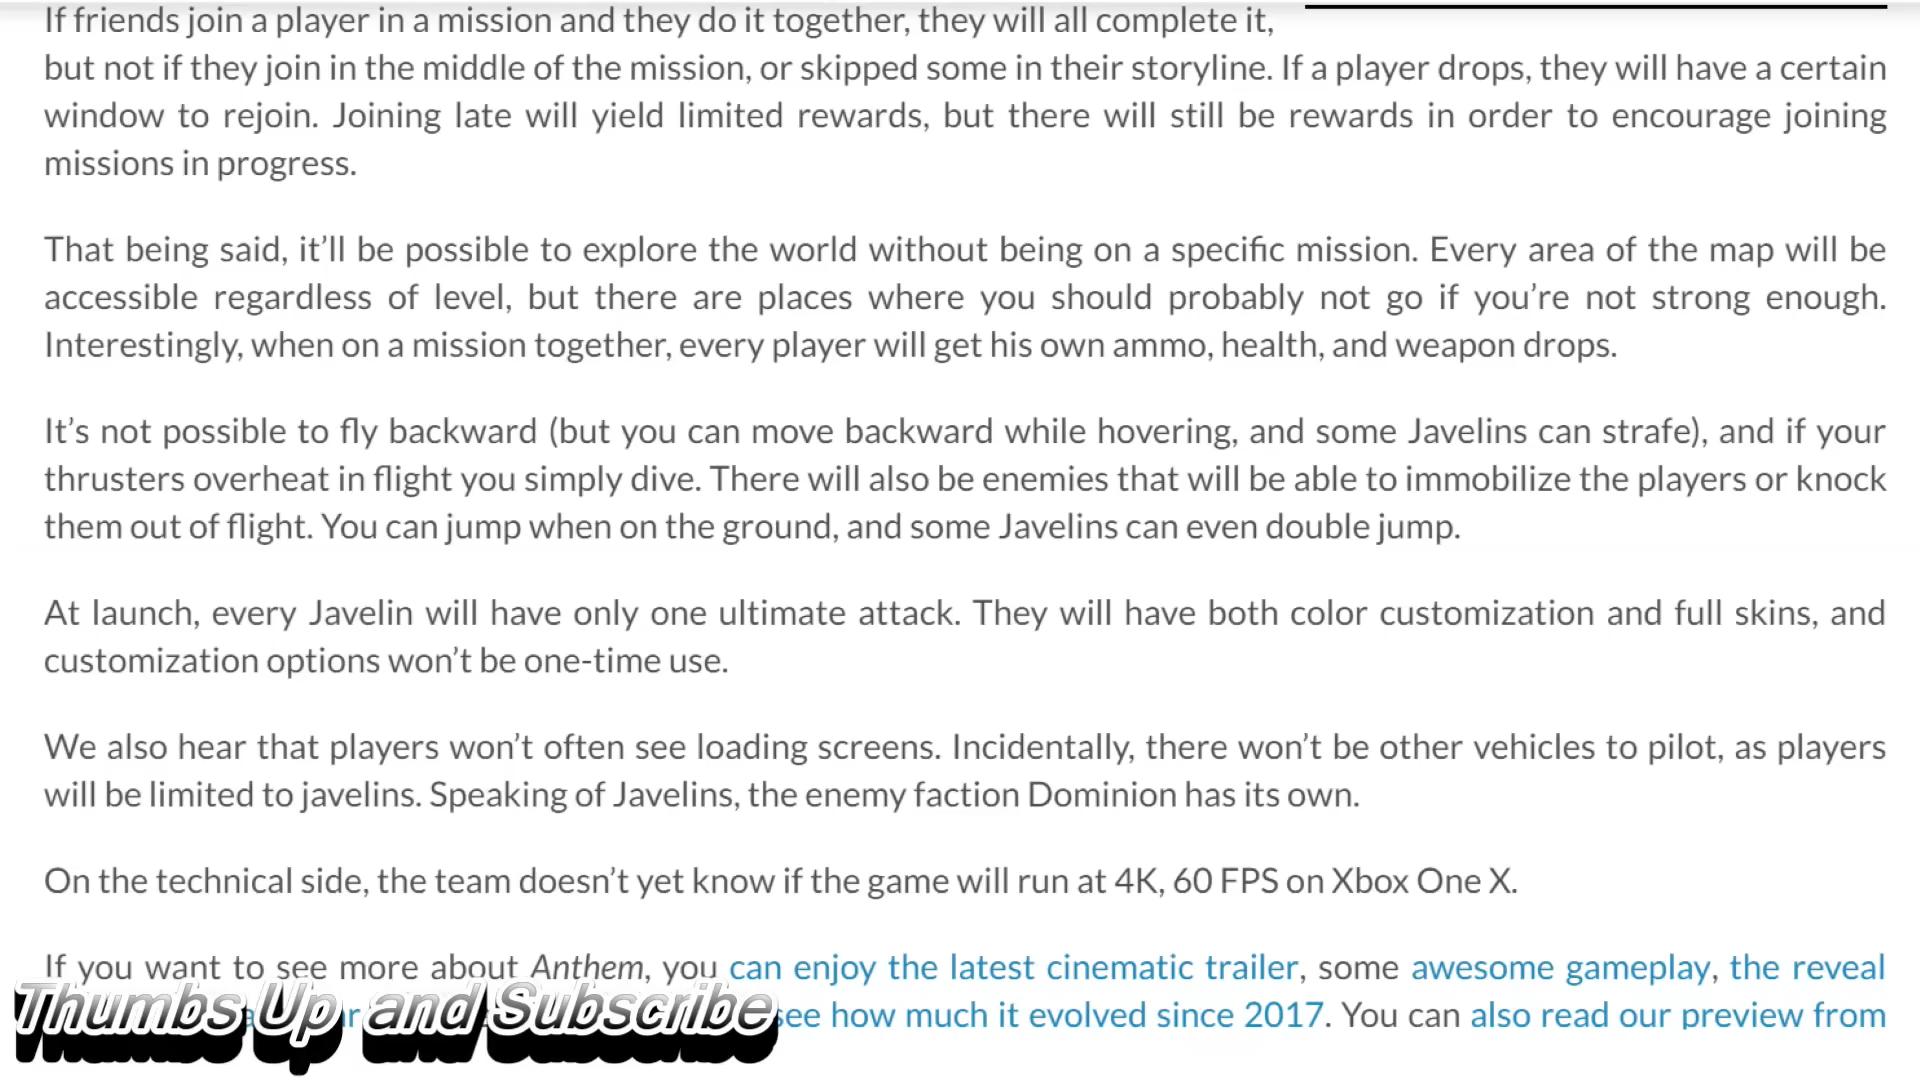 If friends join a player in a mission and they do it together, they will all complete it,
but not if they join in the middle of the mission, or skipped some in their storyline. If a player drops, they will have a certain
window to rejoin. Joining late will yield limited rewards, but there will still be rewards in order to encourage joining
missions in progress.
That being said, it’ll be possible to explore the world without being on a specific mission. Every area of the map will be
accessible regardless of level, but there are places where you should probably not go if you’re not strong enough.
Interestingly, when on a mission together, every player will get his own ammo, health, and weapon drops.
It’s not possible to fly backward (but you can move backward while hovering, and some Javelins can strafe), and if your
thrusters overheat in flight you simply dive. There will also be enemies that will be able to immobilize the players or knock
them out of flight. You can jump when on the ground, and some Javelins can even double jump.
At launch, every Javelin will have only one ultimate attack. They will have both color customization and full skins, and
customization options won’t be one-time use.
We also hear that players won’t often see loading screens. Incidentally, there won’t be other vehicles to pilot, as players
will be limited to javelins. Speaking of Javelins, the enemy faction Dominion has its own.
On the technical side, the team doesn’t yet know if the game will run at 4K, 60 FPS on Xbox One X.
If you want to see more about Anthem, you can enjoy the latest cinematic trailer, some awesome gameplay, the reveal
see how much it evolved since 2017. You can also read our preview from
Thumbs Up and Subscribe